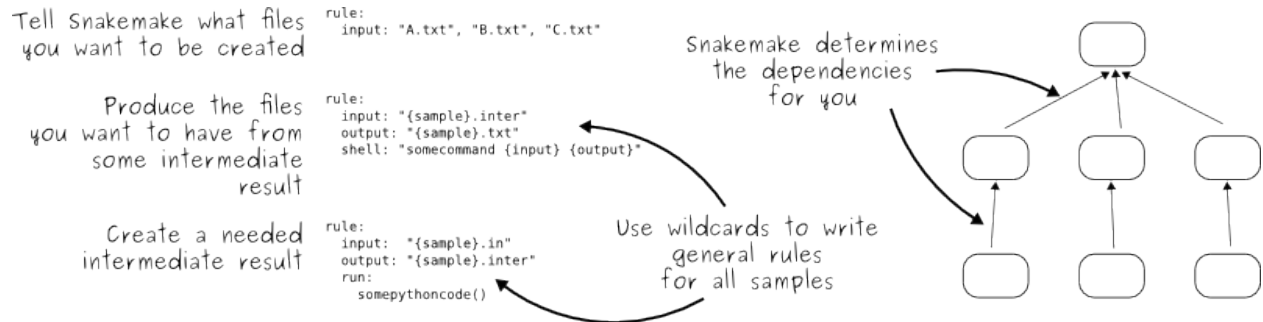 Tell Snakemake what files
you want to be created
rule:
input: "A.txt", "B.txt", "C.txt"
Produce the files
you want to have from
some intermediate
result
rule:
input: "{sample}.inter"
output: "{sample}.txt"
shell: "somecommand {input} {output}"
Create a needed
intermediate result
rule:
input: "{sample}.in"
output: "{sample}.inter"
run:
somepythoncode()
Snakemake determines
the dependencies
for you
Use wildcards to write
general rules
for all samples